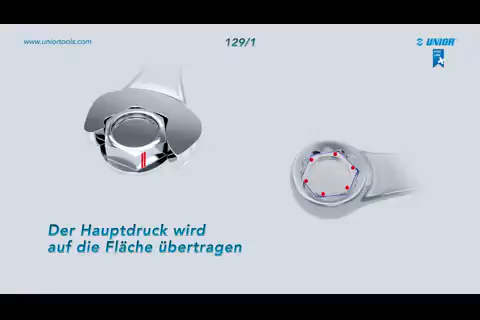 www.uniortools.com
129/1
UNIOR
Der Hauptdruck wird
auf die Fläche übertragen